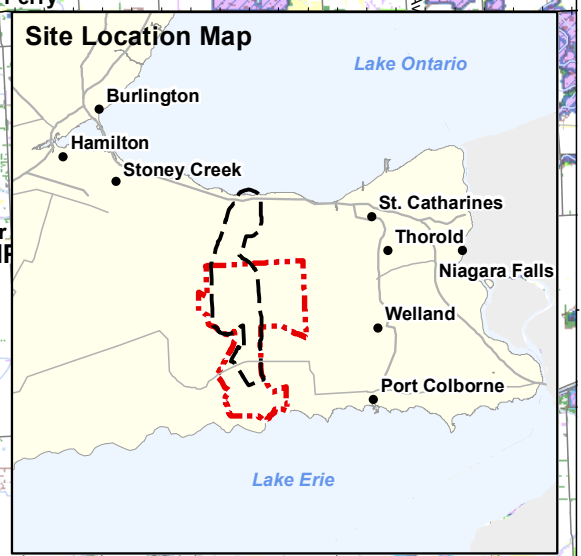 Perry
Site Location Map
Lake Ontario
Burlington
Hamilton
Stoney Creek
St. Catharines
Thorold
Niagara Falls
Welland
Port Colborne
Lake Erie